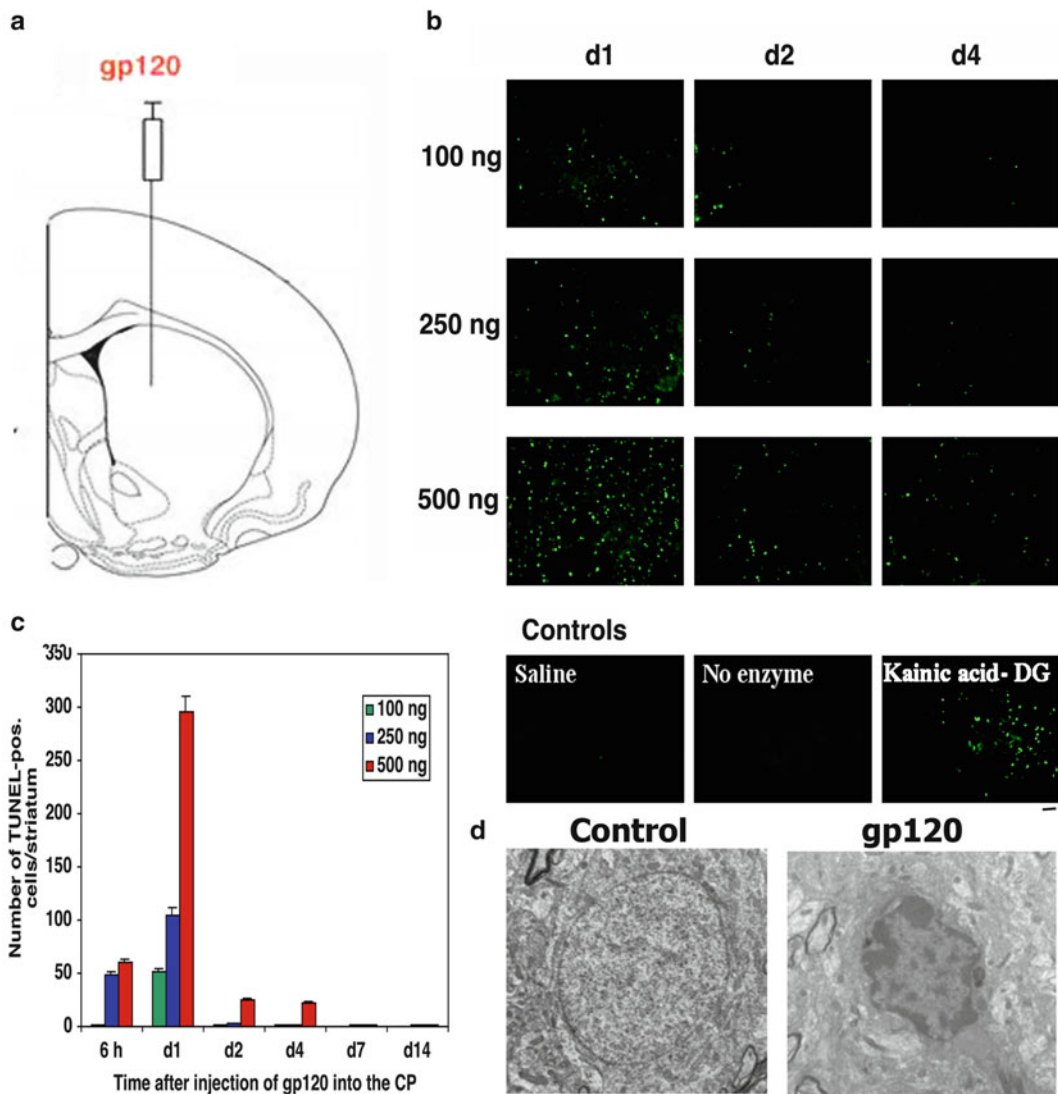 a
gp120
b
d1 d2 d4
100 ng
250 ng
500 ng
Controls
Saline
No enzyme
Kainic acid- DG
c
350
300
250
200
150
100
50
0
Number of TUNEL-pos.
cells/striatum
100 ng
250 ng
500 ng
6 h d1 d2 d4 d7 d14
Time after injection of gp120 into the CP
d
Control
gp120